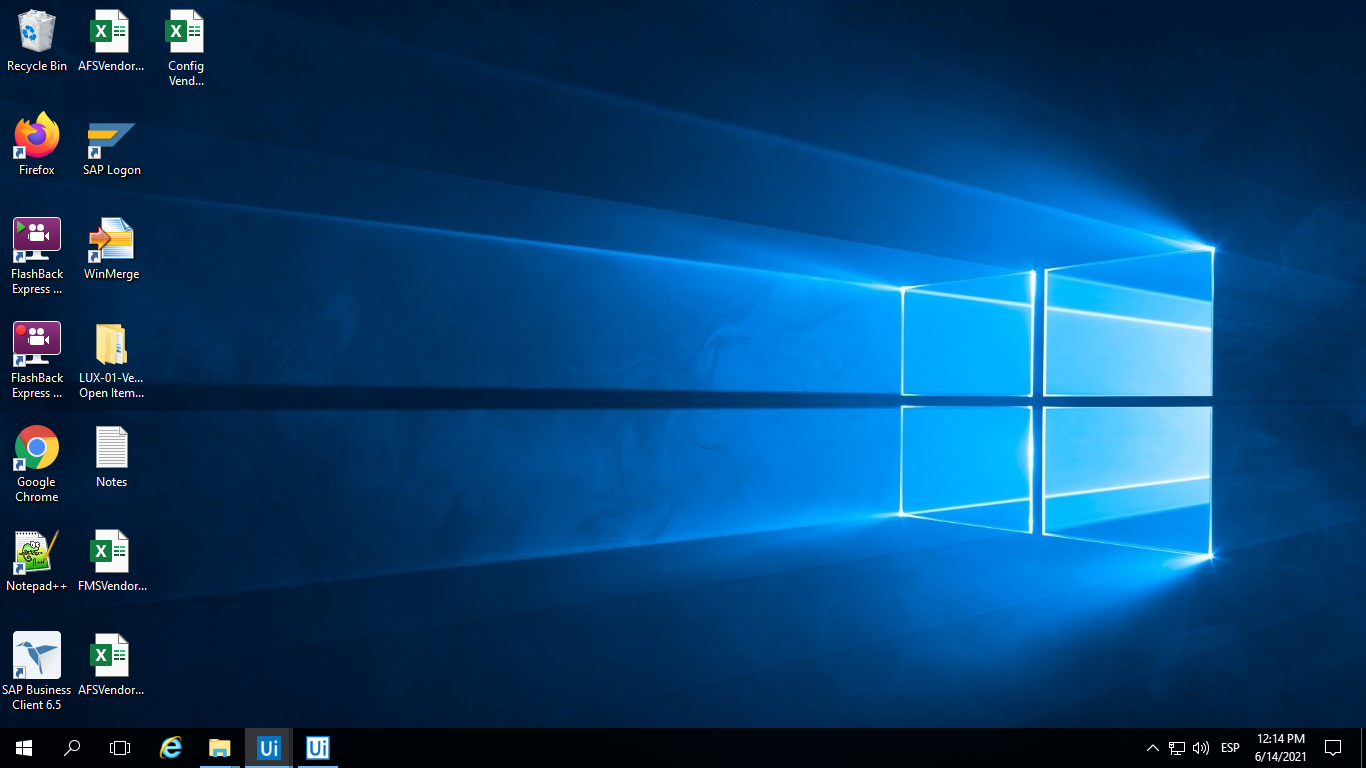 Recycle Bin
AFSVendor...
Config
Vend...
Firefox
SAP Logon
FlashBack
Express ...
WinMerge
FlashBack
Express ...
LUX-01-Ve...
Open Item...
Google
Chrome
Notes
Notepad++
FMSVendor...
SAP Business
Client 6.5
AFSVendor...
Ui
Ui
ESP
12:14 PM
6/14/2021